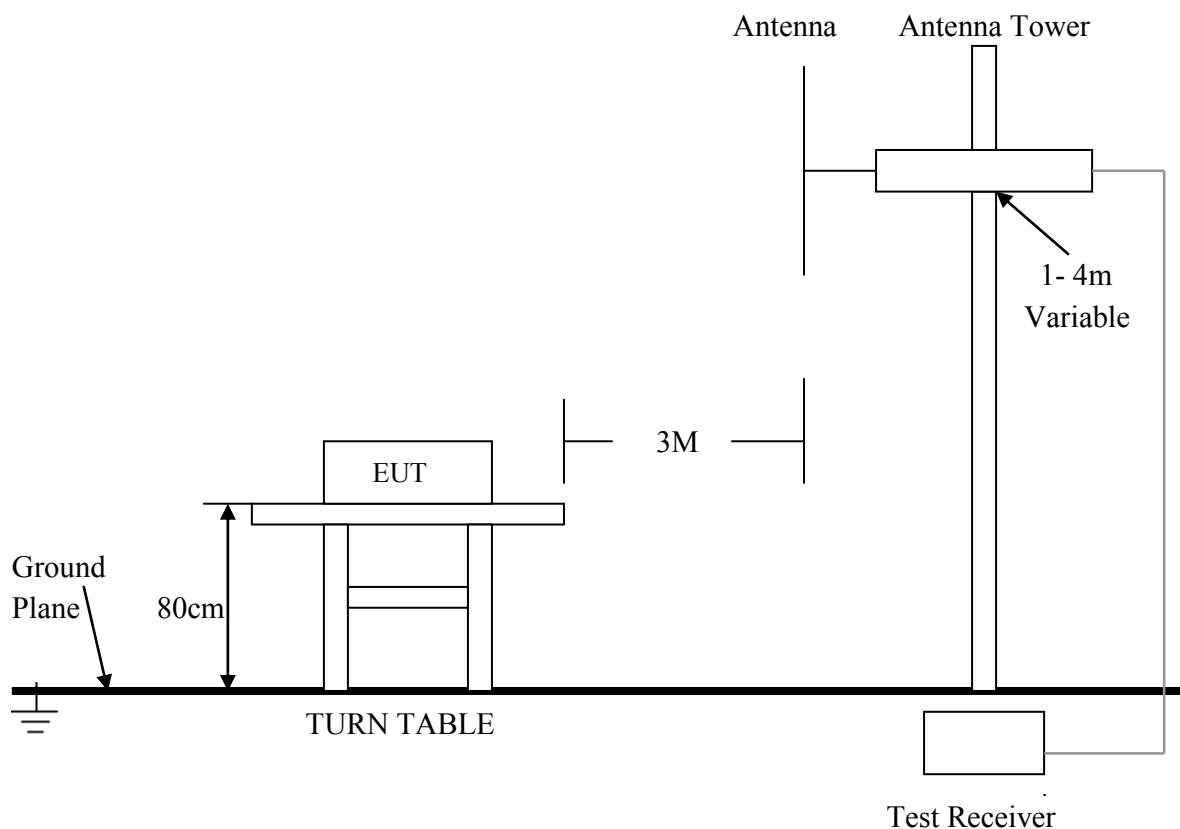 Antenna
Antenna Tower
1- 4m
Variable
3M
EUT
Ground
Plane
80cm
TURN TABLE
Test Receiver